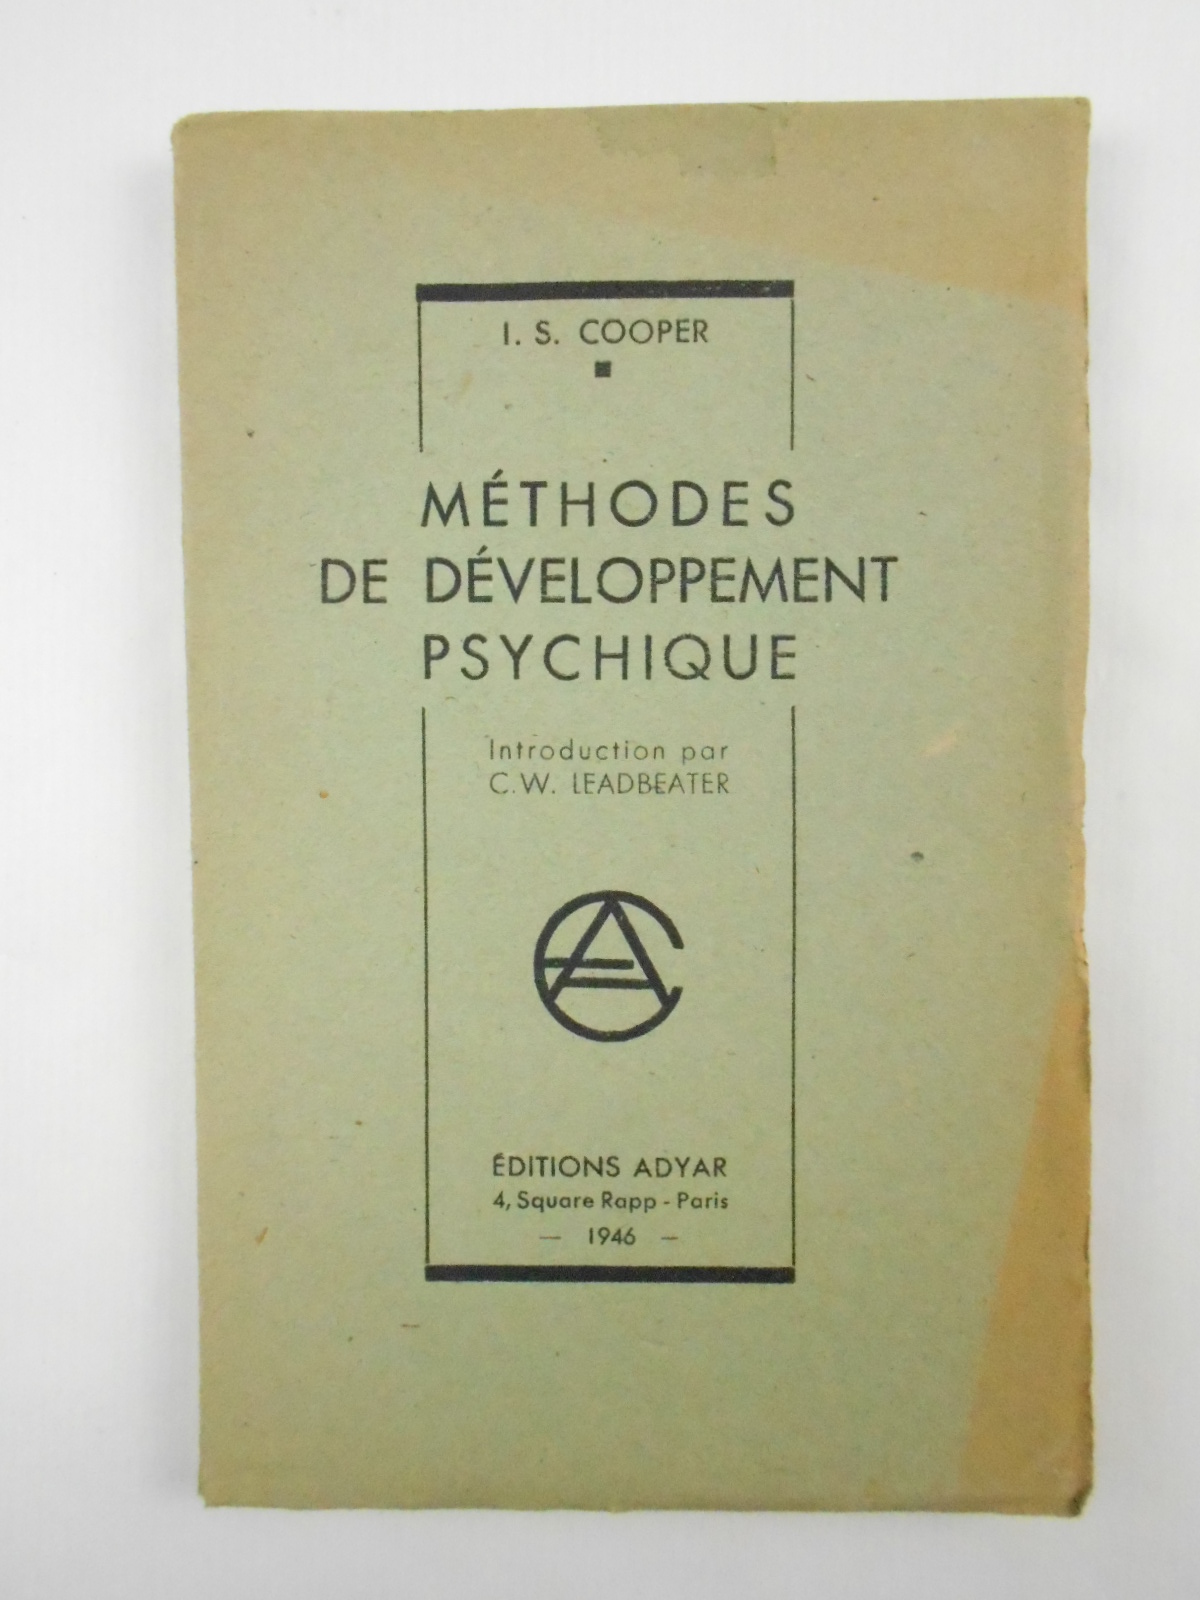 I. S. COOPER
MÉTHODES
DE DÉVELOPPEMENT
PSYCHIQUE
Introduction par
C.W. LEADBEATER
ÉDITIONS ADYAR
4, Square Rapp - Paris
— 1946 —